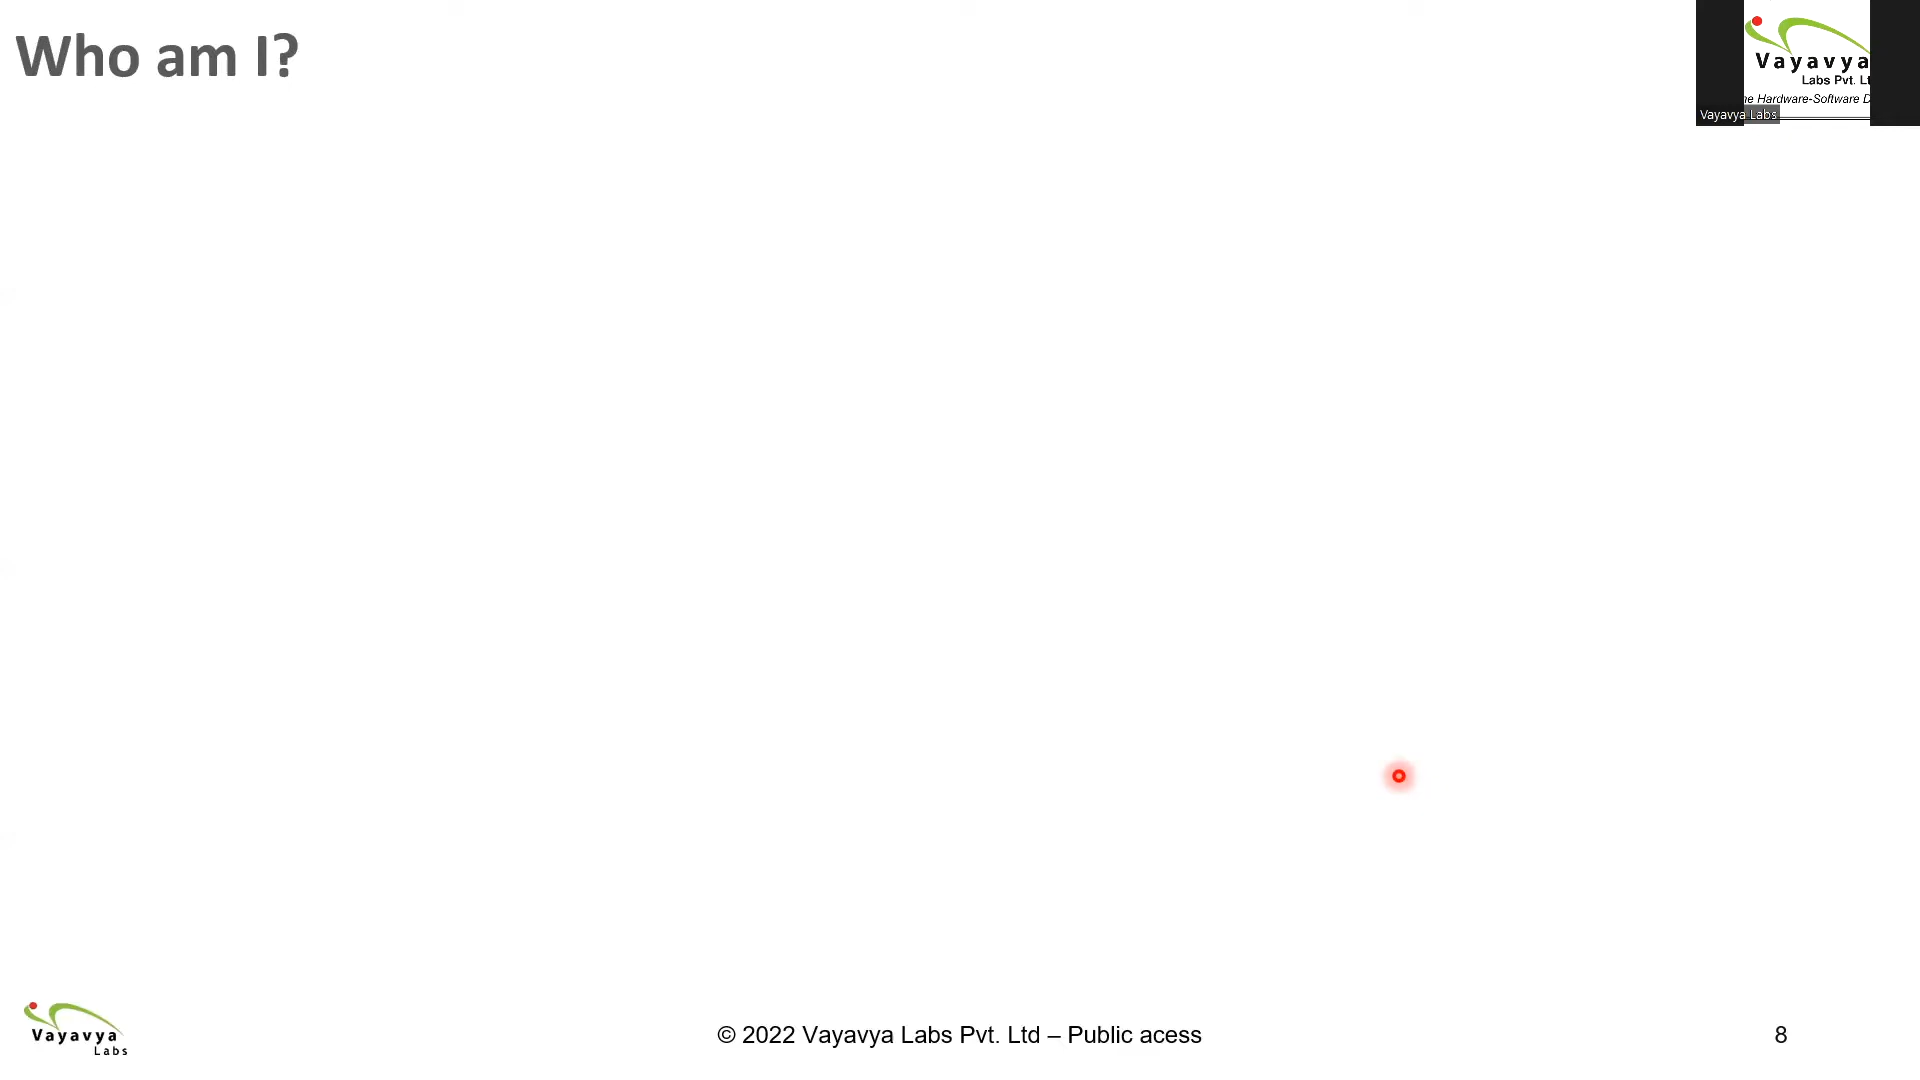 Who am I?
Vayavya
Labs Pvt. Lt
ne Hardware-Software D
Vayavya Labs
Vayavya
Labs
© 2022 Vayavya Labs Pvt. Ltd – Public acess
8